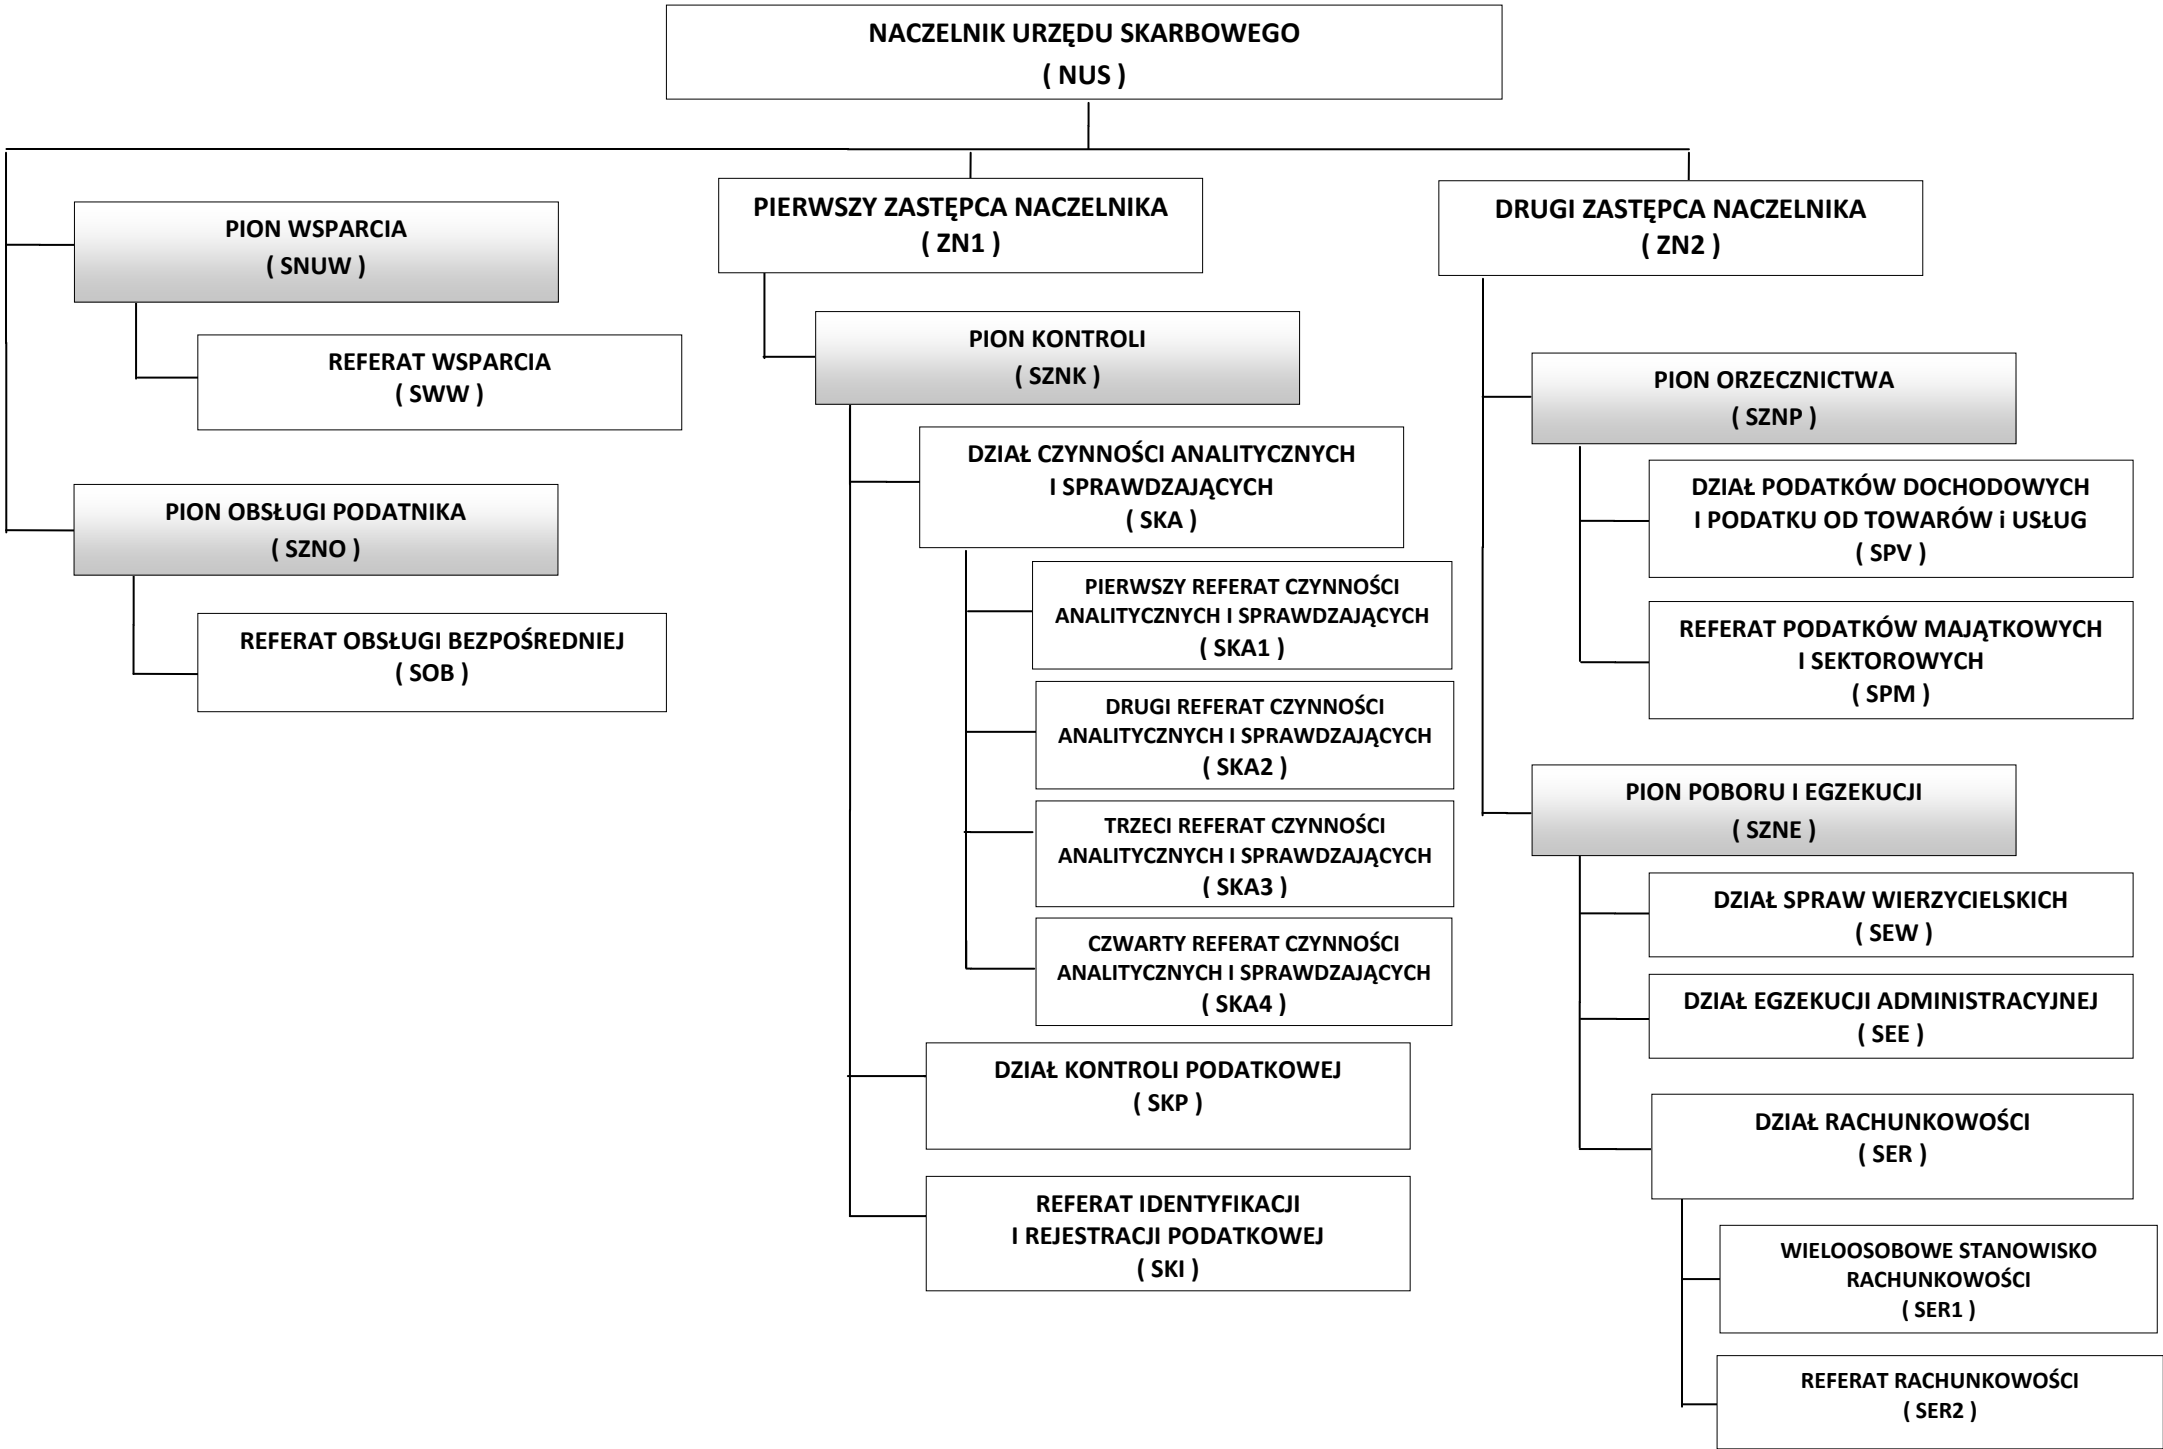 NACZELNIK URZĘDU SKARBOWEGO
( NUS )
PION WSPARCIA
( SNUW )
REFERAT WSPARCIA
( SWW )
PION OBSŁUGI PODATNIKA
( SZNO )
REFERAT OBSŁUGI BEZPOŚREDNIEJ
( SOB )
PIERWSZY ZASTĘPCA NACZELNIKA
( ZN1 )
PION KONTROLI
( SZNK )
DZIAŁ CZYNNOŚCI ANALITYCZNYCH
I SPRAWDZAJĄCYCH
( SKA )
PIERWSZY REFERAT CZYNNOŚCI
ANALITYCZNYCH I SPRAWDZAJĄCYCH
( SKA1 )
DRUGI REFERAT CZYNNOŚCI
ANALITYCZNYCH I SPRAWDZAJĄCYCH
( SKA2 )
TRZECI REFERAT CZYNNOŚCI
ANALITYCZNYCH I SPRAWDZAJĄCYCH
( SKA3 )
CZWARTY REFERAT CZYNNOŚCI
ANALITYCZNYCH I SPRAWDZAJĄCYCH
( SKA4 )
DZIAŁ KONTROLI PODATKOWEJ
( SKP )
REFERAT IDENTYFIKACJI
I REJESTRACJI PODATKOWEJ
( SKI )
DRUGI ZASTĘPCA NACZELNIKA
( ZN2 )
PION ORZECZNICTWA
( SZNP )
DZIAŁ PODATKÓW DOCHODOWYCH
I PODATKU OD TOWARÓW i USŁUG
( SPV )
REFERAT PODATKÓW MAJĄTKOWYCH
I SEKTOROWYCH
( SPM )
PION POBORU I EGZEKUCJI
( SZNE )
DZIAŁ SPRAW WIERZYCIELSKICH
( SEW )
DZIAŁ EGZEKUCJI ADMINISTRACYJNEJ
( SEE )
DZIAŁ RACHUNKOWOŚCI
( SER )
WIELOOSOBOWE STANOWISKO
RACHUNKOWOŚCI
( SER1 )
REFERAT RACHUNKOWOŚCI
( SER2 )